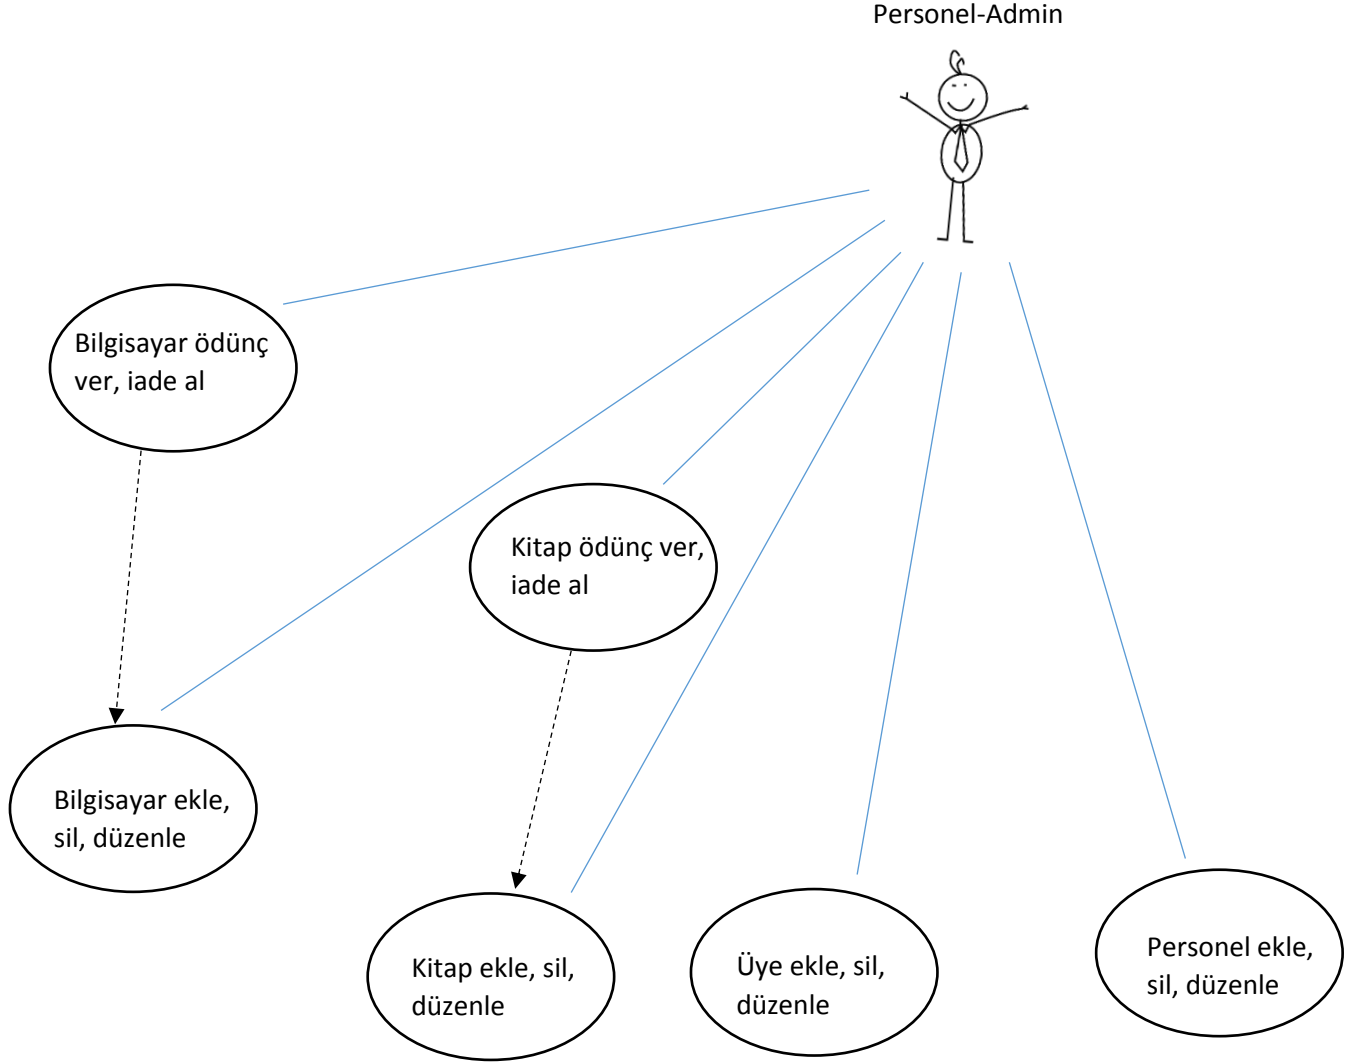 Personel-Admin
Bilgisayar ödünç
ver, iade al
Kitap ödünç ver,
iade al
Bilgisayar ekle,
sil, düzenle
Kitap ekle, sil,
düzenle
Üye ekle, sil,
düzenle
Personel ekle,
sil, düzenle